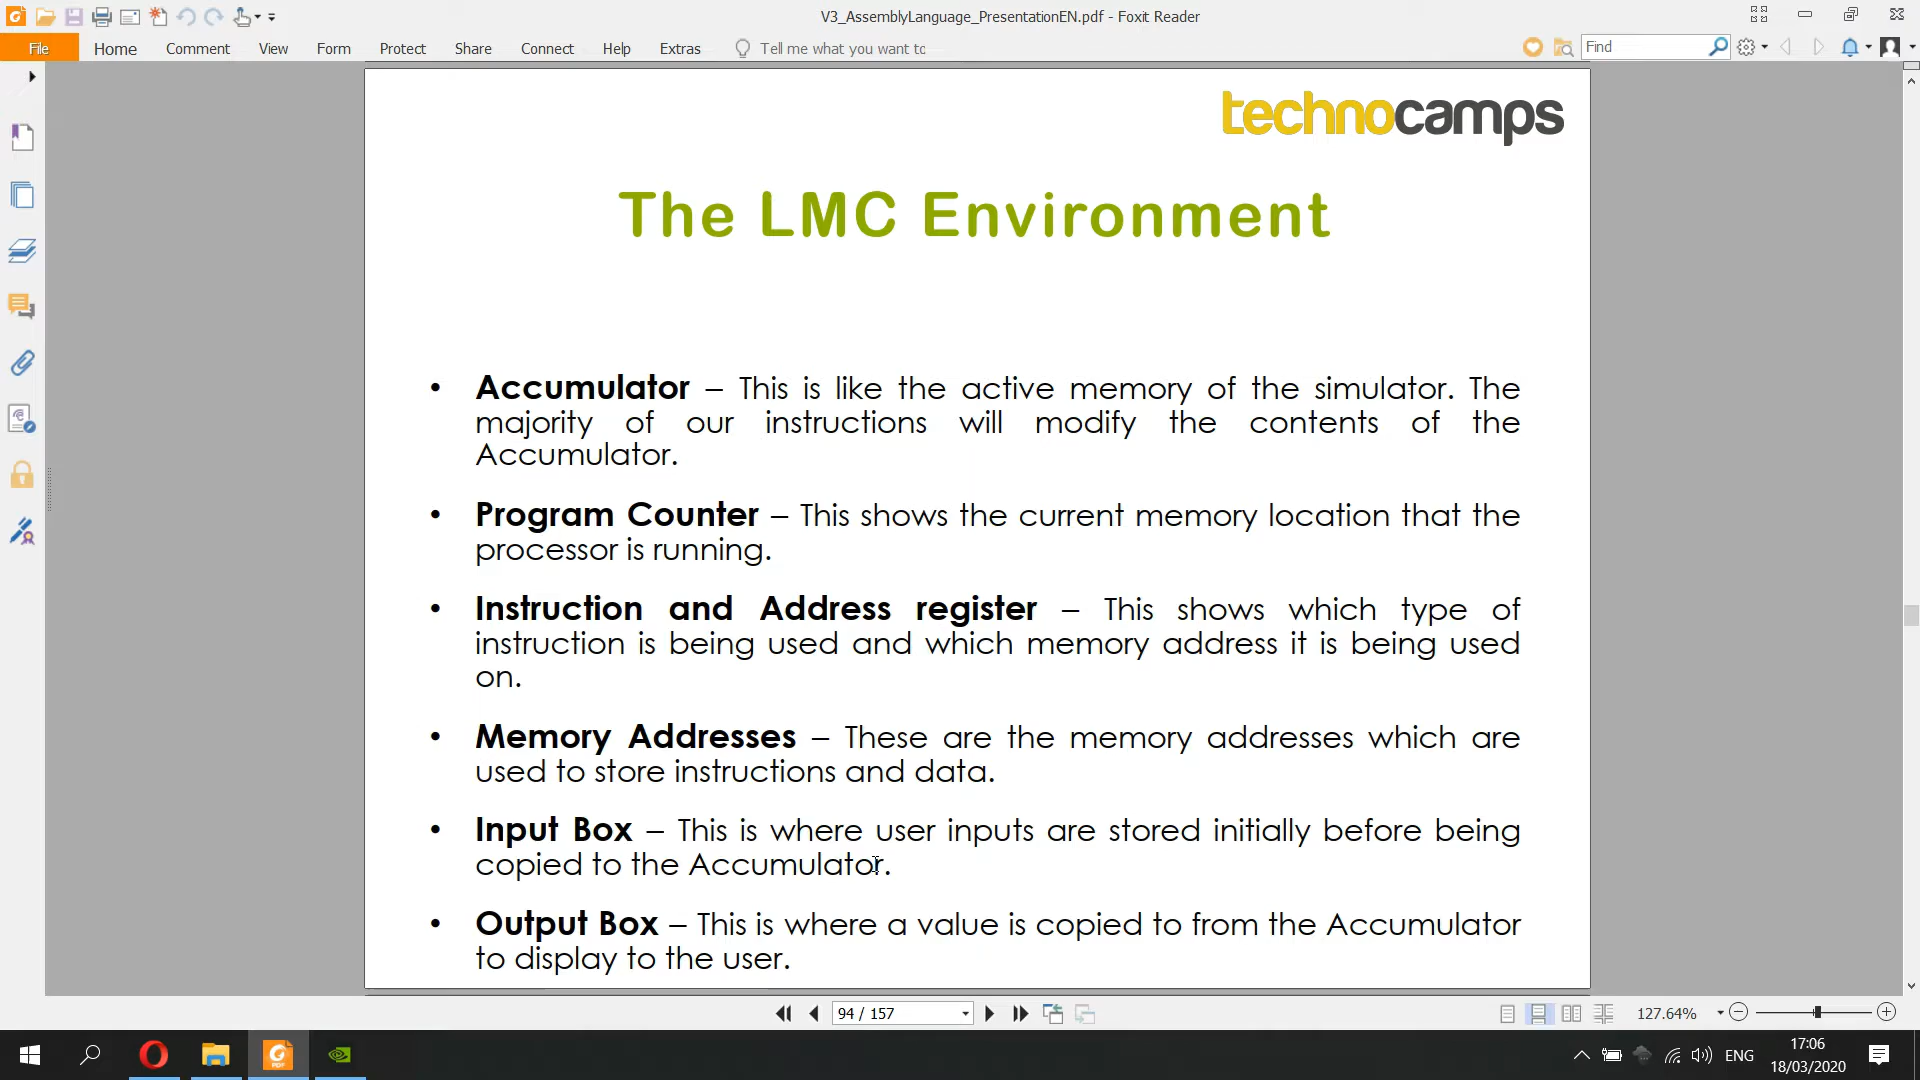 V3_AssemblyLanguage_PresentationEN.pdf - Foxit Reader
File Home Comment View Form Protect Share Connect Help Extras Tell me what you want to Find
technocamps
The LMC Environment
• Accumulator – This is like the active memory of the simulator. The
majority of our instructions will modify the contents of the
Accumulator.
• Program Counter – This shows the current memory location that the
processor is running.
• Instruction and Address register – This shows which type of
instruction is being used and which memory address it is being used
on.
• Memory Addresses – These are the memory addresses which are
used to store instructions and data.
• Input Box – This is where user inputs are stored initially before being
copied to the Accumulator.
• Output Box – This is where a value is copied to from the Accumulator
to display to the user.
94 / 157 127.64%
PDF ENG 17:06
18/03/2020